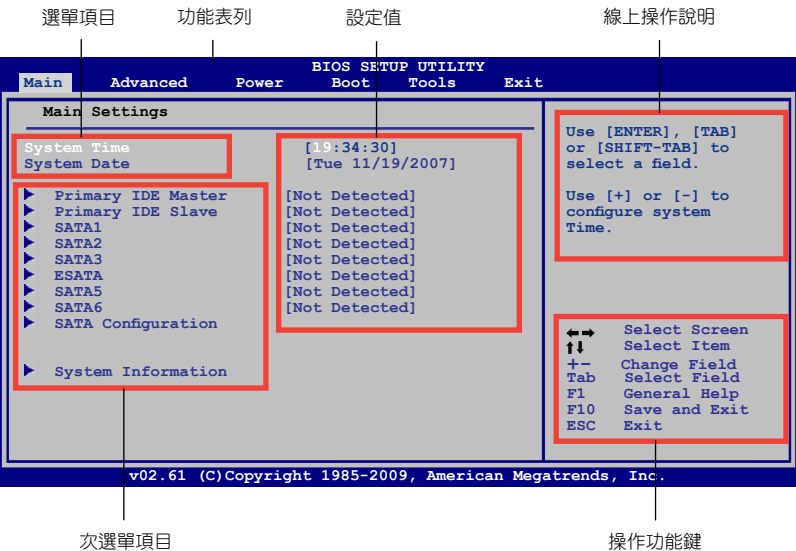 選單項目 功能表列 設定值 線上操作說明
BIOS SETUP UTILITY
Main Advanced Power Boot Tools Exit
Main Settings
System Time [19:34:30]
System Date [Tue 11/19/2007]
Primary IDE Master [Not Detected]
Primary IDE Slave [Not Detected]
SATA1 [Not Detected]
SATA2 [Not Detected]
SATA3 [Not Detected]
ESATA [Not Detected]
SATA5 [Not Detected]
SATA6 [Not Detected]
SATA Configuration
System Information
Use [ENTER], [TAB]
or [SHIFT-TAB] to
select a field.
Use [+] or [-] to
configure system
Time.
←→ Select Screen
↑↓ Select Item
+- Change Field
Tab Select Field
F1 General Help
F10 Save and Exit
ESC Exit
v02.61 (C)Copyright 1985-2009, American Megatrends, Inc.
次選單項目 操作功能鍵